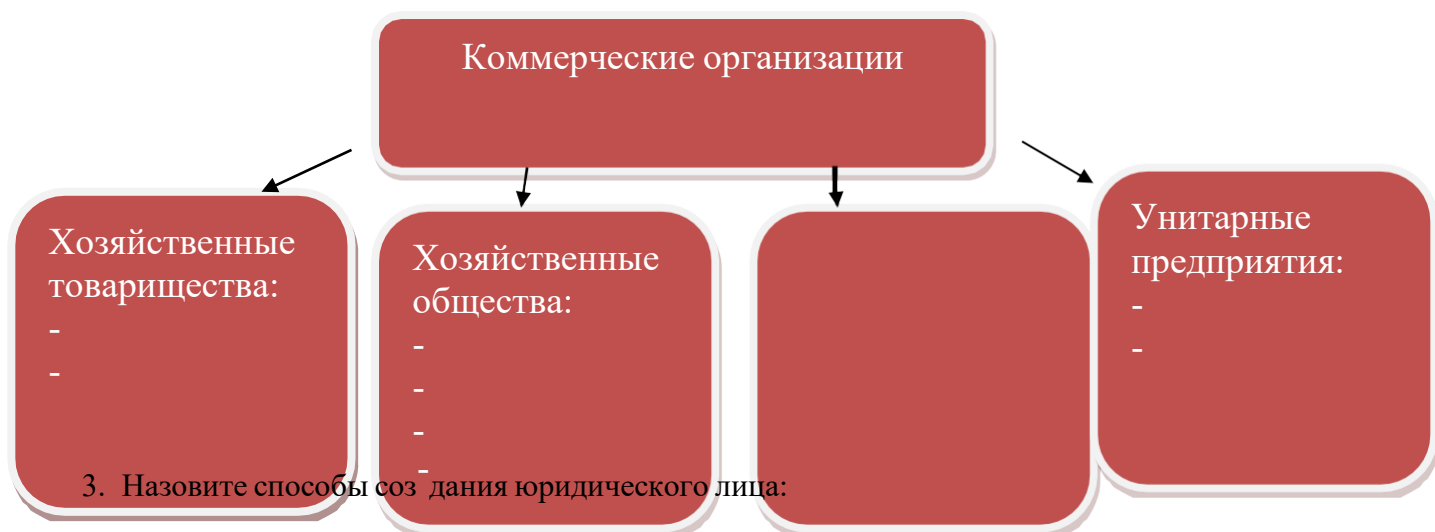 Коммерческие организации
Хозяйственные
товарищества:
-
-
Хозяйственные
общества:
-
-
-
-
Унитарные
предприятия:
-
-
3. Назовите способы соз дания юридического лица: